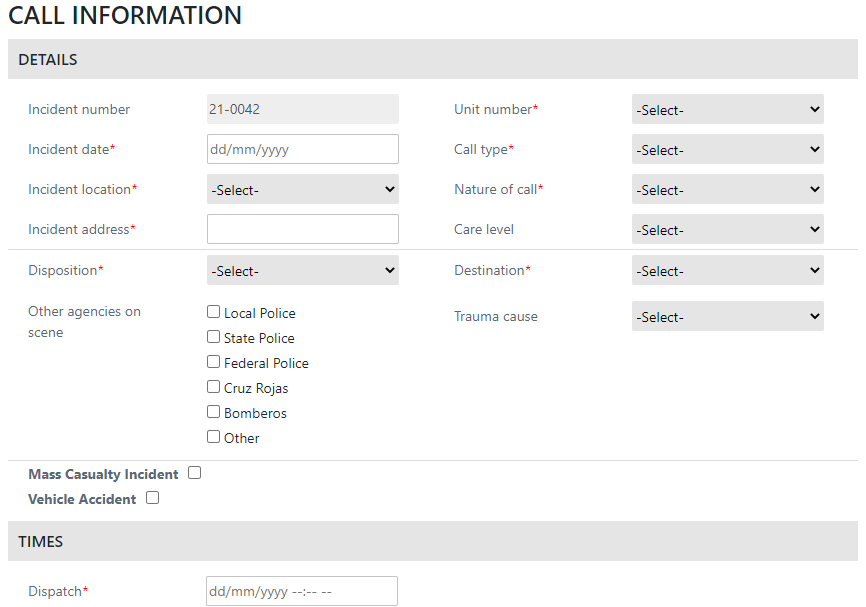 CALL INFORMATION
DETAILS
Incident number 21-0042 Unit number* -Select-
Incident date* dd/mm/yyyy Call type* -Select-
Incident location* -Select- Nature of call* -Select-
Incident address* Care level -Select-
Disposition* -Select- Destination* -Select-
Other agencies on scene
Local Police
Trauma cause -Select-
State Police
Federal Police
Cruz Rojas
Bomberos
Other
Mass Casualty Incident
Vehicle Accident
TIMES
Dispatch* dd/mm/yyyy --:-- --